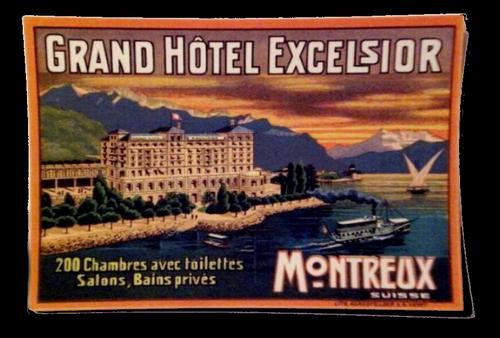 GRAND HÔTEL EXCELSIOR
200 Chambres avec toilettes
Salons, Bains privés
MONTREUX
SUISSE